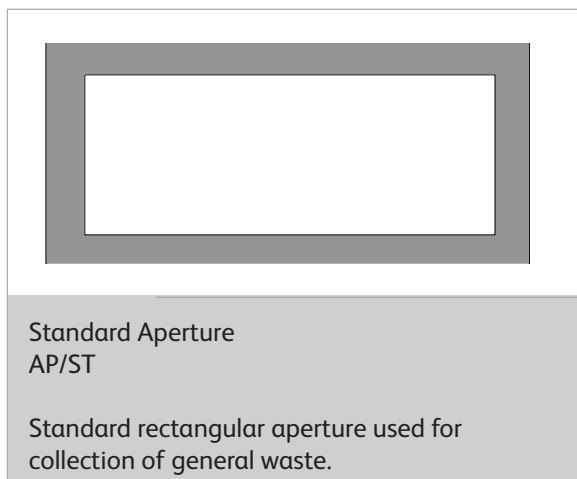 Standard Aperture
AP/ST
Standard rectangular aperture used for
collection of general waste.